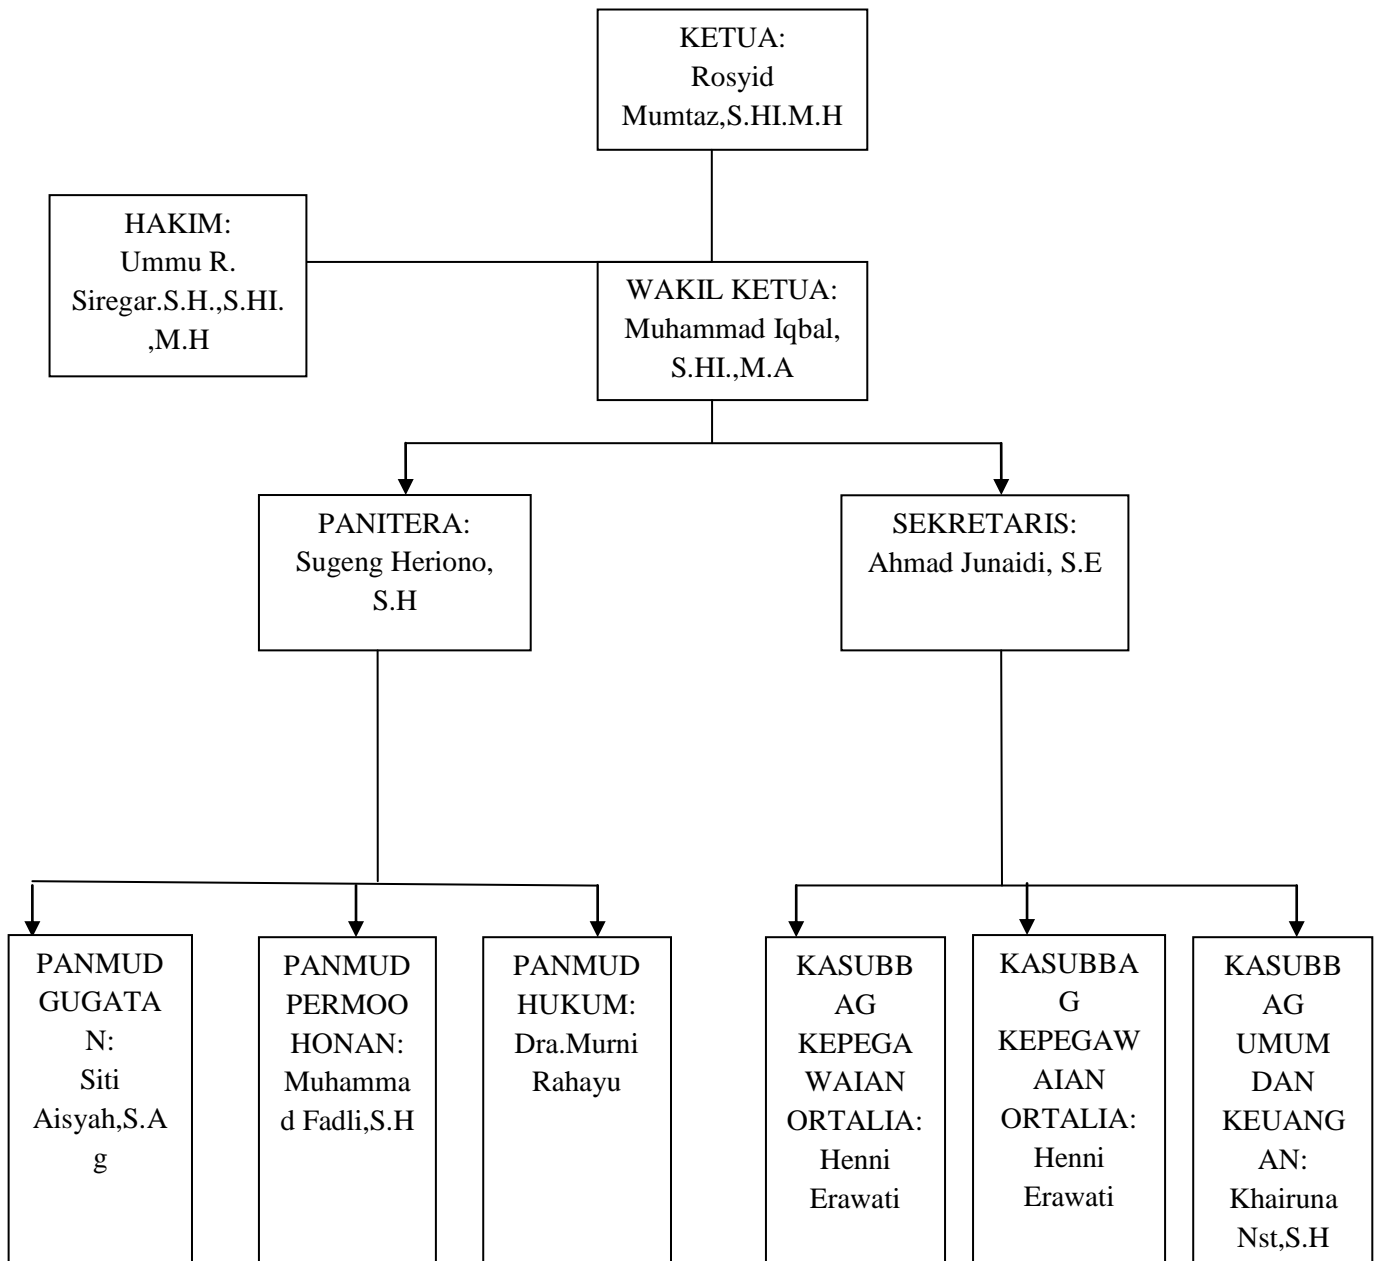 KETUA:
Rosyid
Mumtaz,S.HI.M.H
HAKIM:
Ummu R.
Siregar.S.H.,S.HI.
,M.H
WAKIL KETUA:
Muhammad Iqbal,
S.HI.,M.A
PANITERA:
Sugeng Heriono,
S.H
SEKRETARIS:
Ahmad Junaidi, S.E
PANMUD
GUGATA
N:
Siti
Aisyah,S.A
g
PANMUD
PERMOO
HONAN:
Muhamma
d Fadli,S.H
PANMUD
HUKUM:
Dra.Murni
Rahayu
KASUBB
AG
KEPEGA
WAIAN
ORTALIA:
Henni
Erawati
KASUBBA
G
KEPEGAW
AIAN
ORTALIA:
Henni
Erawati
KASUBB
AG
UMUM
DAN
KEUANG
AN:
Khairuna
Nst,S.H